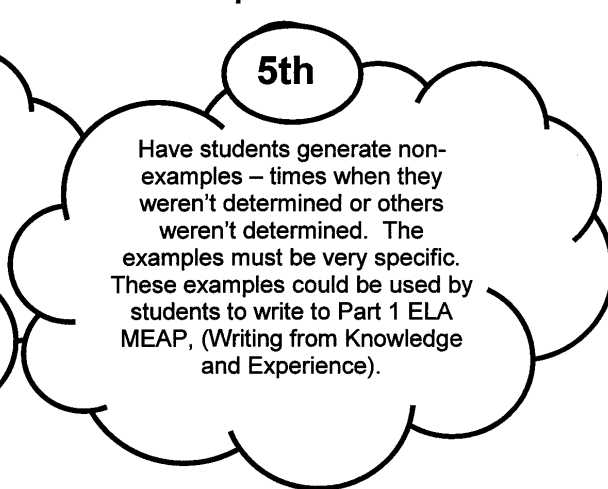 5th
Have students generate non-
examples – times when they
weren't determined or others
weren't determined.  The
examples must be very specific.
These examples could be used by
students to write to Part 1 ELA
MEAP, (Writing from Knowledge
and Experience).